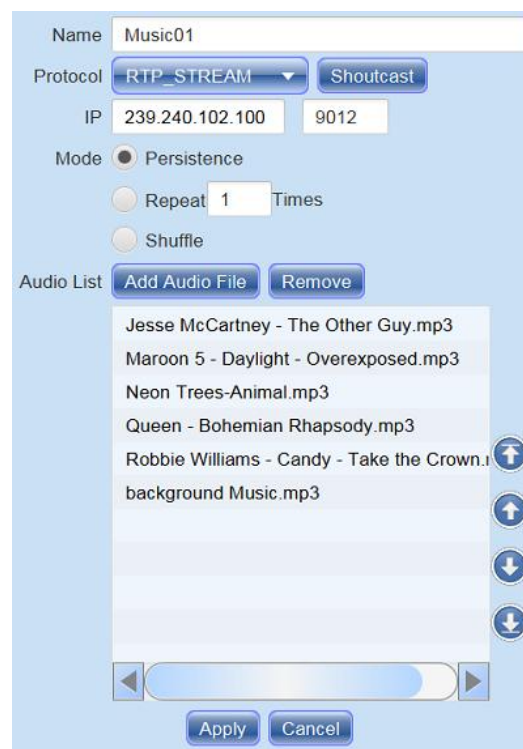 Name Music01
Protocol RTP_STREAM Shoutcast
IP 239.240.102.100 9012
Mode Persistence
Repeat 1 Times
Shuffle
Audio List Add Audio File Remove
Jesse McCartney - The Other Guy.mp3
Maroon 5 - Daylight - Overexposed.mp3
Neon Trees-Animal.mp3
Queen - Bohemian Rhapsody.mp3
Robbie Williams - Candy - Take the Crown.
background Music.mp3
Apply Cancel